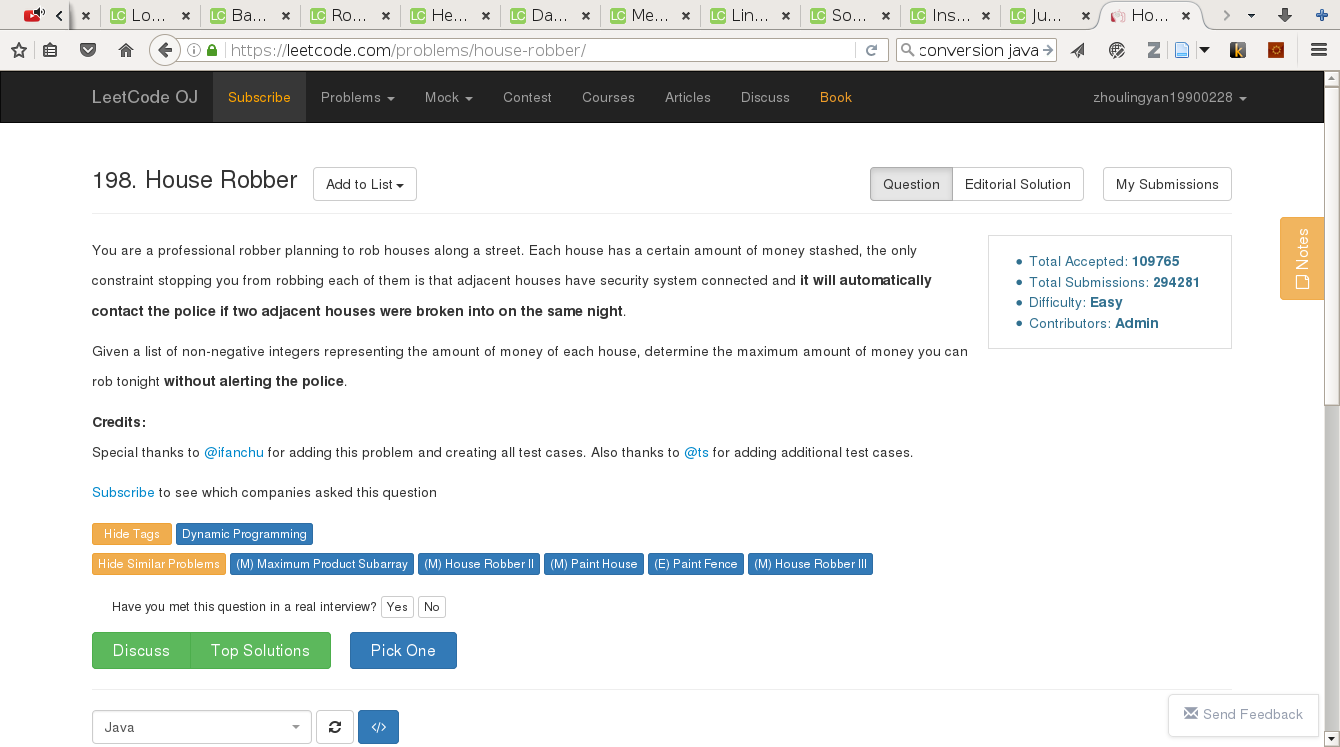 Lo... Ba... Ro... He... Da... Me... Lin... So... Ins... Ju... Ho...
https://leetcode.com/problems/house-robber/ conversion java
LeetCode OJ Subscribe Problems Mock Contest Courses Articles Discuss Book zhoulingyan19900228
198. House Robber Add to List Question Editorial Solution My Submissions
You are a professional robber planning to rob houses along a street. Each house has a certain amount of money stashed, the only
constraint stopping you from robbing each of them is that adjacent houses have security system connected and it will automatically
contact the police if two adjacent houses were broken into on the same night.
Given a list of non-negative integers representing the amount of money of each house, determine the maximum amount of money you can
rob tonight without alerting the police.
Total Accepted: 109765
Total Submissions: 294281
Difficulty: Easy
Contributors: Admin
Notes
Credits:
Special thanks to @ifanchu for adding this problem and creating all test cases. Also thanks to @ts for adding additional test cases.
Subscribe to see which companies asked this question
Hide Tags Dynamic Programming
Hide Similar Problems (M) Maximum Product Subarray (M) House Robber II (M) Paint House (E) Paint Fence (M) House Robber III
Have you met this question in a real interview? Yes No
Discuss Top Solutions Pick One
Java </>
Send Feedback